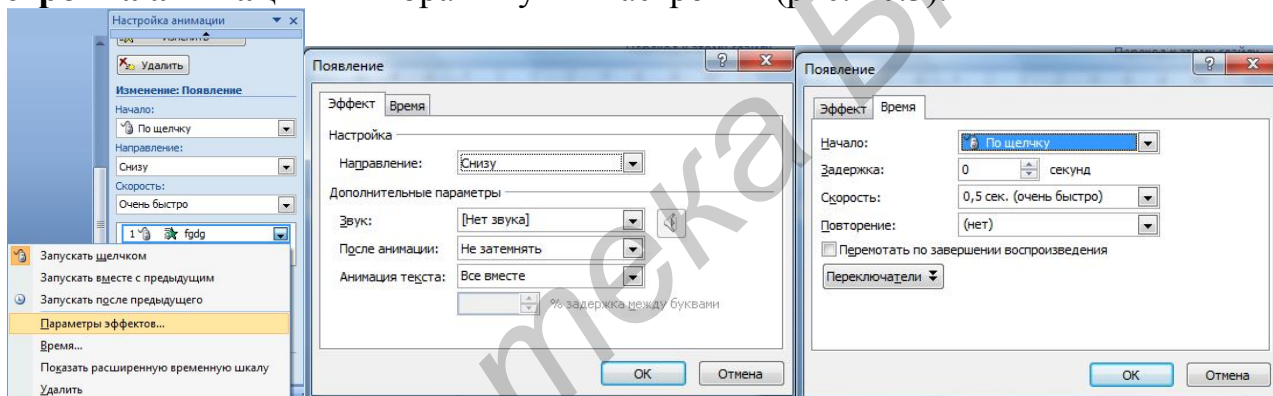 Настройка анимации
Удалить
Изменение: Появление
Начало:
По щелчку
Направление:
Снизу
Скорость:
Очень быстро
1 fgdg
Запускать щелчком
Запускать вместе с предыдущим
Запускать после предыдущего
Параметры эффектов...
Время...
Показать расширенную временную шкалу
Удалить
Появление
Эффект Время
Настройка
Направление: Снизу
Дополнительные параметры
Звук: [Нет звука]
После анимации: Не затемнять
Анимация текста: Все вместе
% задержка между буквами
ОК Отмена
Появление
Эффект Время
Начало: По щелчку
Задержка: 0 секунд
Скорость: 0,5 сек. (очень быстро)
Повторение: (нет)
Перемотать по завершении воспроизведения
Переключатели
ОК Отмена